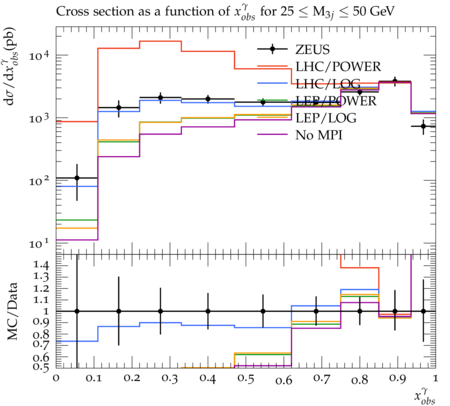 Cross section as a function of x_obs^γ for 25 ≤ M_3j ≤ 50 GeV
dσ/dx_obs^γ (pb)
10^4
10^3
10^2
10^1
ZEUS
LHC/POWER
LHC/LOG
LEP/POWER
LEP/LOG
No MPI
MC/Data
1.4
1.3
1.2
1.1
1
0.9
0.8
0.7
0.6
0.5
0 0.1 0.2 0.3 0.4 0.5 0.6 0.7 0.8 0.9 1
x_obs^γ